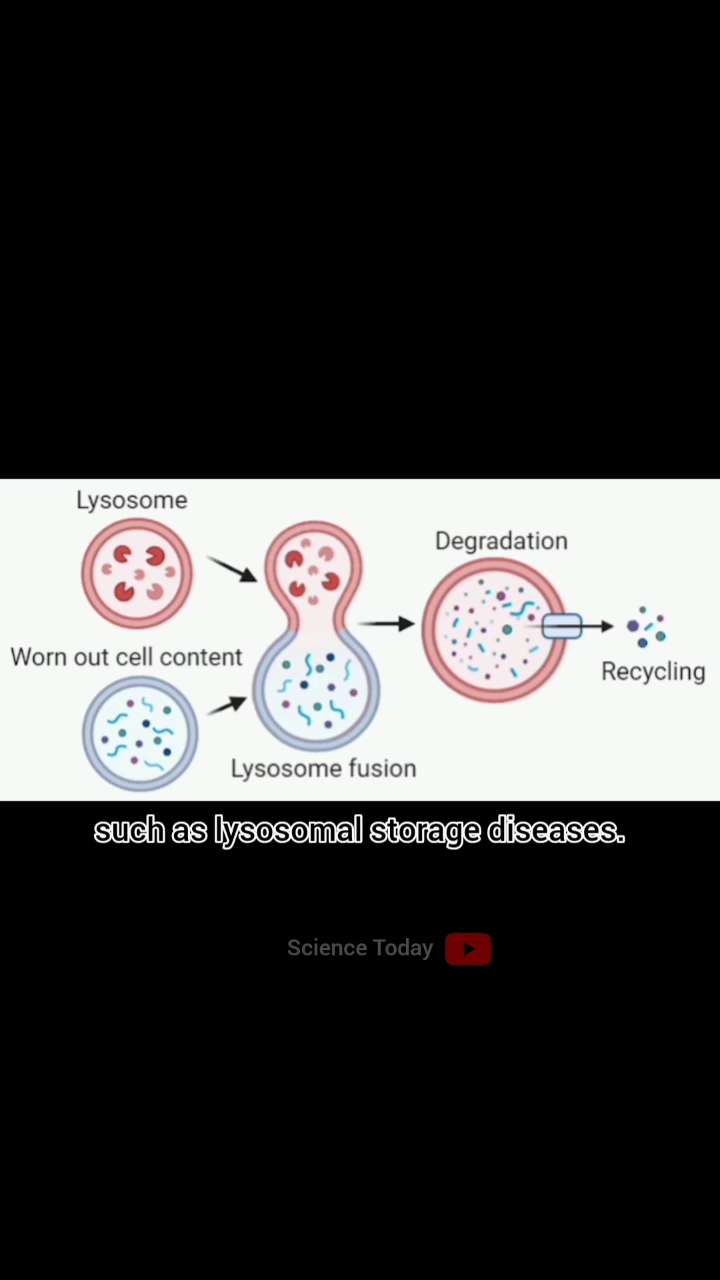 Lysosome
Worn out cell content
Lysosome fusion
Degradation
Recycling
such as lysosomal storage diseases.
Science Today